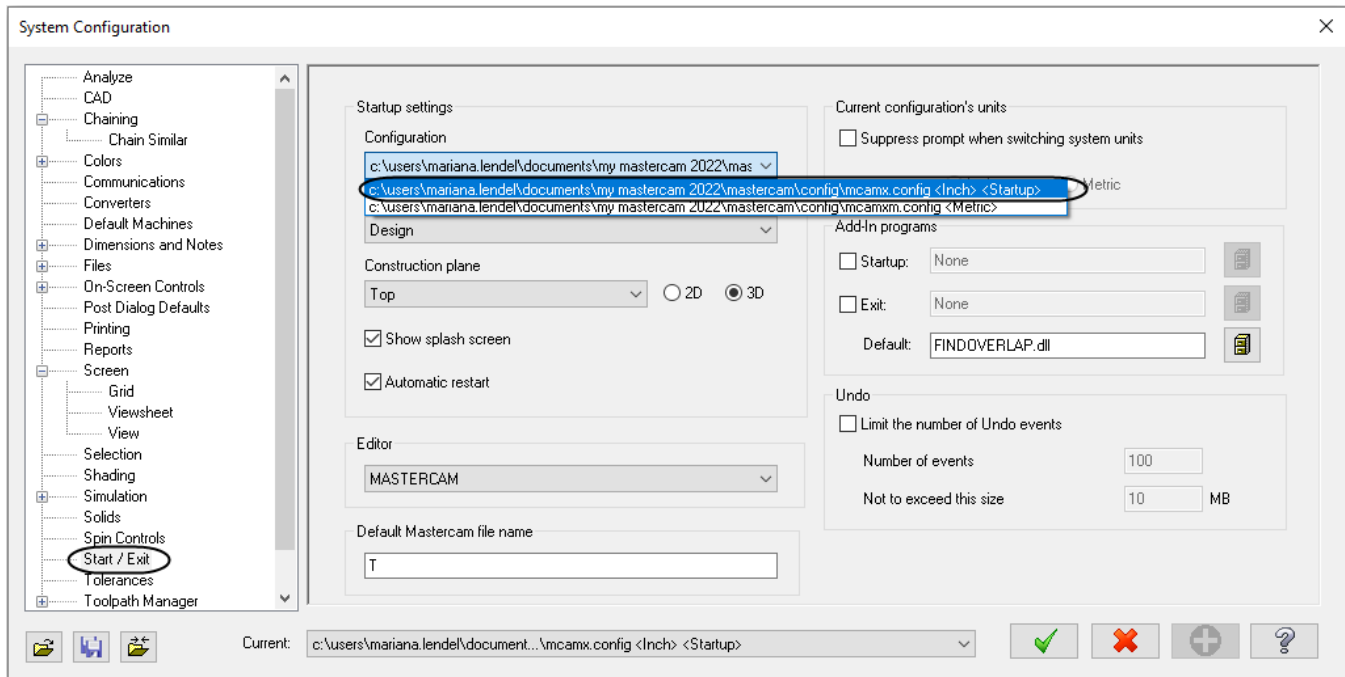 System Configuration
Analyze
CAD
Chaining
Chain Similar
Colors
Communications
Converters
Default Machines
Dimensions and Notes
Files
On-Screen Controls
Post Dialog Defaults
Printing
Reports
Screen
Grid
Viewsheet
View
Selection
Shading
Simulation
Solids
Spin Controls
Start / Exit
Tolerances
Toolpath Manager
Startup settings
Configuration
c:\users\mariana.lendel\documents\my mastercam 2022\mas
c:\users\mariana.lendel\documents\my mastercam 2022\mastercam\config\mcamx.config <Inch> <Startup>
c:\users\mariana.lendel\documents\my mastercam 2022\mastercam\config\mcamxm.config <Metric>
Design
Construction plane
Top
2D
3D
Show splash screen
Automatic restart
Editor
MASTERCAM
Default Mastercam file name
T
Current configuration's units
Suppress prompt when switching system units
Metric
Add-In programs
Startup:
None
Exit:
None
Default:
FINDOVERLAP.dll
Undo
Limit the number of Undo events
Number of events
100
Not to exceed this size
10
MB
Current:
c:\users\mariana.lendel\document...\mcamx.config <Inch> <Startup>